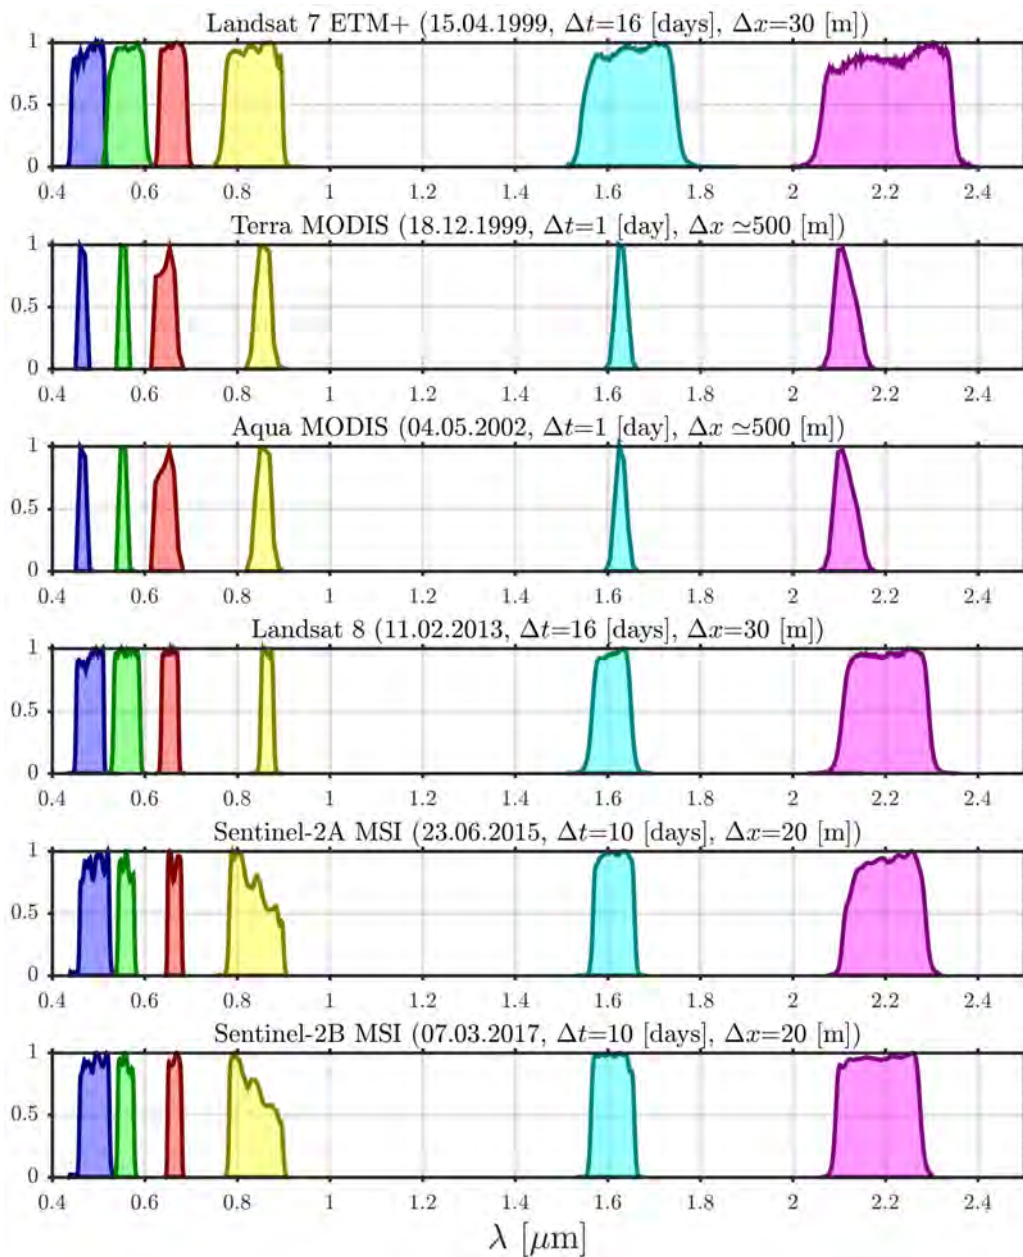 Landsat 7 ETM+ (15.04.1999, Δt=16 [days], Δx=30 [m])
1
0.5
0
0.4 0.6 0.8 1 1.2 1.4 1.6 1.8 2 2.2 2.4
Terra MODIS (18.12.1999, Δt=1 [day], Δx ≃500 [m])
1
0.5
0
0.4 0.6 0.8 1 1.2 1.4 1.6 1.8 2 2.2 2.4
Aqua MODIS (04.05.2002, Δt=1 [day], Δx ≃500 [m])
1
0.5
0
0.4 0.6 0.8 1 1.2 1.4 1.6 1.8 2 2.2 2.4
Landsat 8 (11.02.2013, Δt=16 [days], Δx=30 [m])
1
0.5
0
0.4 0.6 0.8 1 1.2 1.4 1.6 1.8 2 2.2 2.4
Sentinel-2A MSI (23.06.2015, Δt=10 [days], Δx=20 [m])
1
0.5
0
0.4 0.6 0.8 1 1.2 1.4 1.6 1.8 2 2.2 2.4
Sentinel-2B MSI (07.03.2017, Δt=10 [days], Δx=20 [m])
1
0.5
0
0.4 0.6 0.8 1 1.2 1.4 1.6 1.8 2 2.2 2.4
λ [μm]